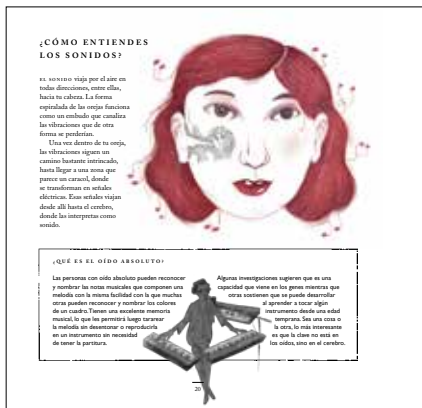 ¿CÓMO ENTIENDES
LOS SONIDOS?
EL SONIDO viaja por el aire en
todas direcciones, entre ellas,
hacia tu cabeza. La forma
espiralada de las orejas funciona
como un embudo que canaliza
las vibraciones que de otra
forma se perderían.
Una vez dentro de tu oreja,
las vibraciones siguen un
camino bastante intrincado,
hasta llegar a una zona que
parece un caracol, donde
se transforman en señales
eléctricas. Esas señales viajan
desde allí hasta el cerebro,
donde las interpretas como
sonido.
¿QUÉ ES EL OÍDO ABSOLUTO?
Las personas con oído absoluto pueden reconocer
y nombrar las notas musicales que componen una
melodía con la misma facilidad con la que muchas
otras pueden reconocer y nombrar los colores
de un cuadro. Tienen una excelente memoria
musical, lo que les permitirá luego tararear
la melodía sin desentonar o reproducirla
en un instrumento sin necesidad
de tener la partitura.
Algunas investigaciones sugieren que es una
capacidad que viene en los genes mientras que
otras sostienen que se puede desarrollar
al aprender a tocar algún
instrumento desde una edad
temprana. Sea una cosa o
la otra, lo más interesante
es que la clave no está en
los oídos, sino en el cerebro.
20